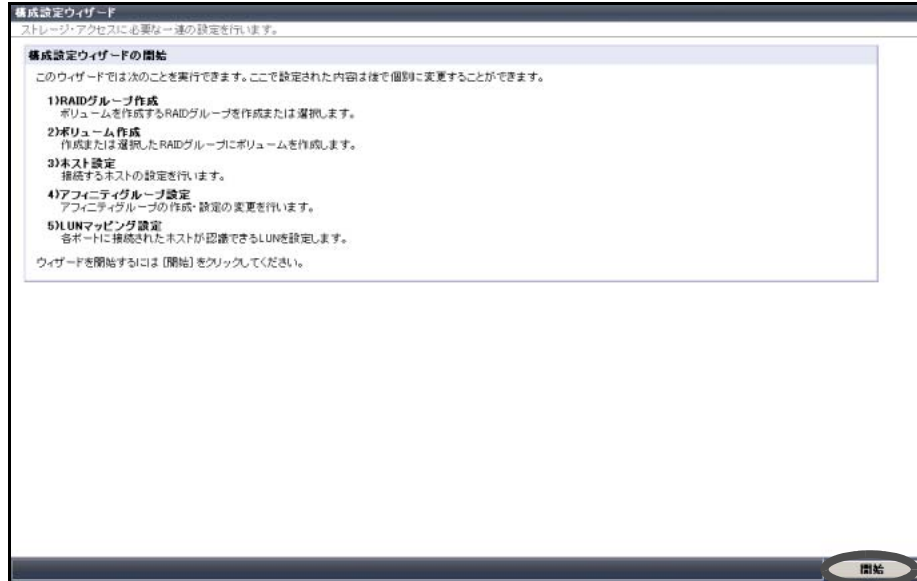 構成設定ウィザード
ストレージ・アクセスに必要な一連の設定を行います。
構成設定ウィザードの開始
このウィザードでは次のことを実行できます。ここで設定された内容は後で個別に変更することができます。
1)RAIDグループ作成
ボリュームを作成するRAIDグループを作成または選択します。
2)ボリューム作成
作成または選択したRAIDグループにボリュームを作成します。
3)ホスト設定
接続するホストの設定を行います。
4)アフィニティグループ設定
アフィニティグループの作成・設定の変更を行います。
5)LUNマッピング設定
各ポートに接続されたホストが認識できるLUNを設定します。
ウィザードを開始するには [開始] をクリックしてください。
開始